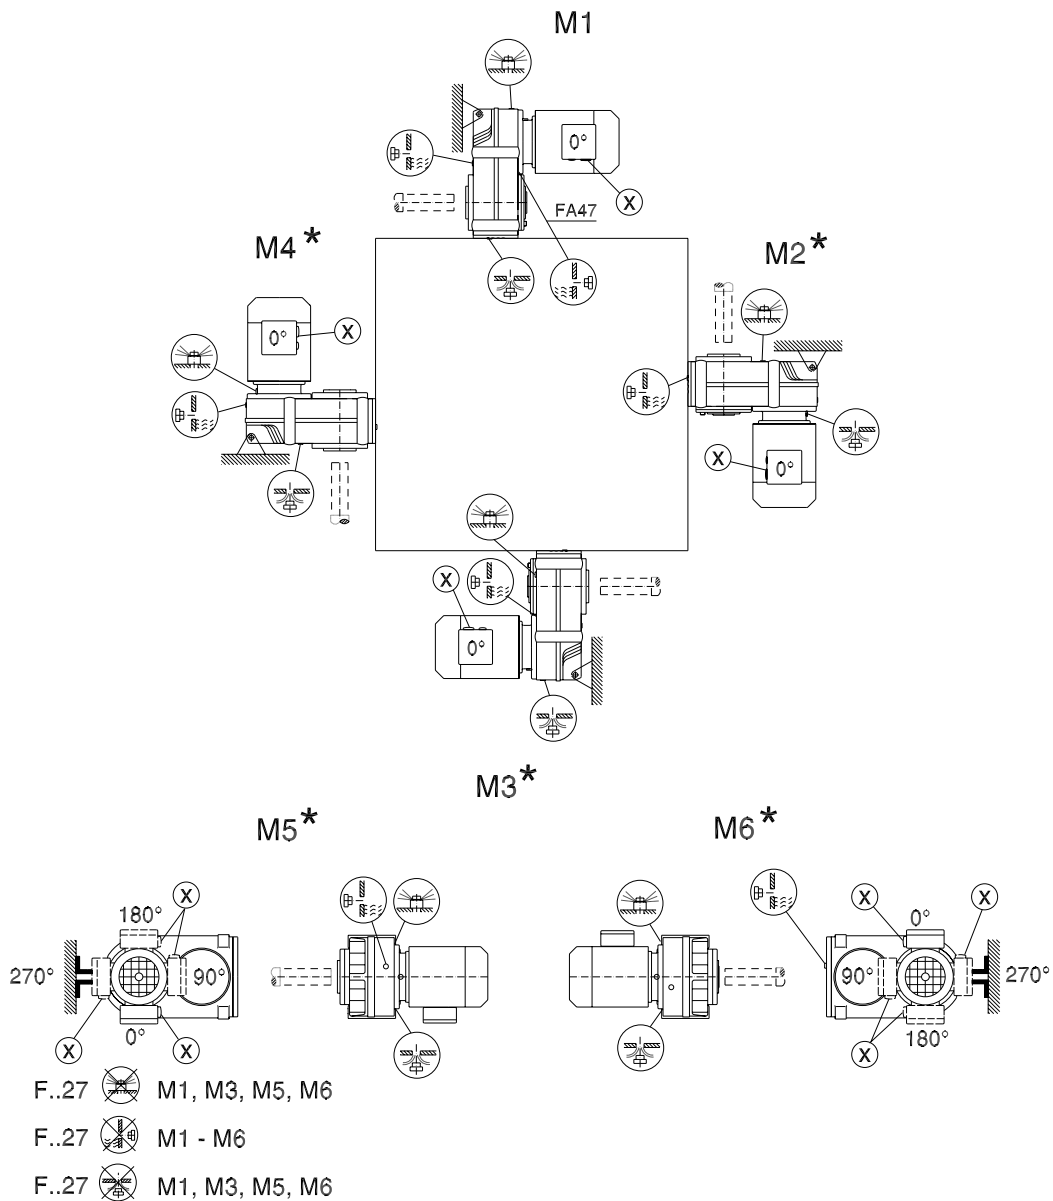 M1
0°
X
FA47
M4*
M2*
0°
X
X
0°
X
0°
M3*
M5*
M6*
X
180°
270°
90°
0°
X
X
X
X
0°
90°
270°
180°
X
F..27 M1, M3, M5, M6
F..27 M1 - M6
F..27 M1, M3, M5, M6